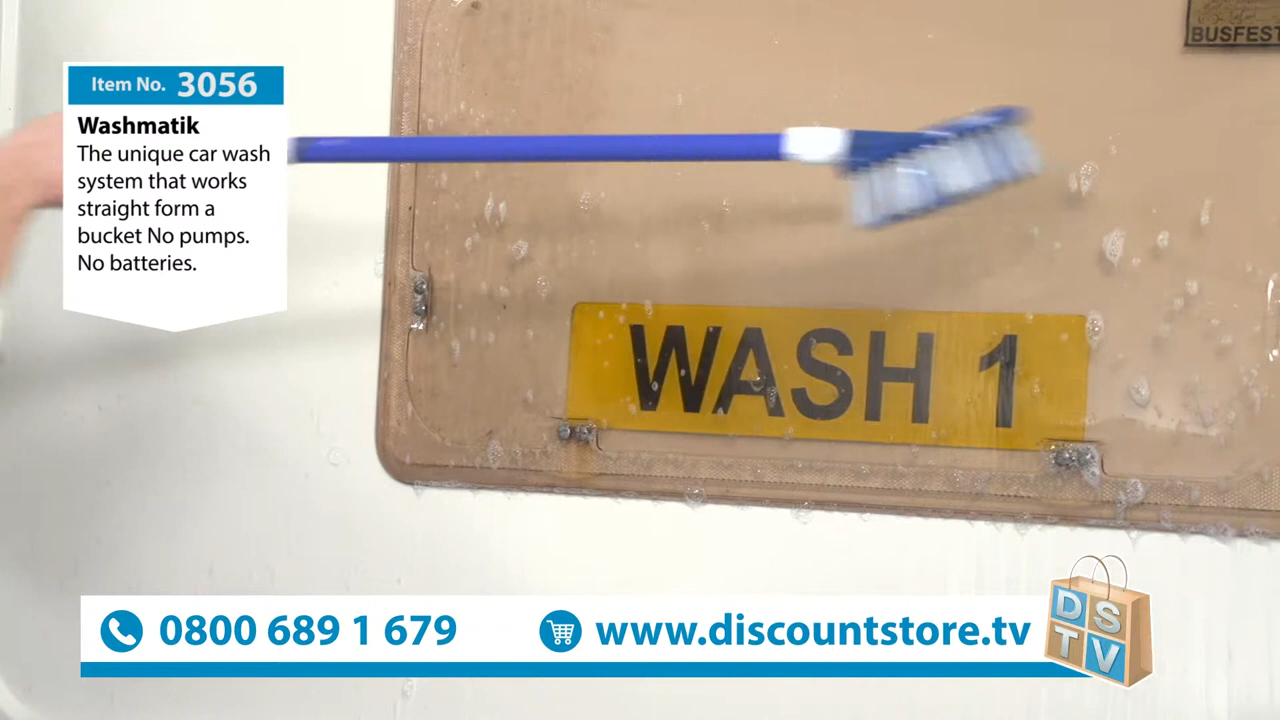 BUSFEST
Item No. 3056
Washmatik
The unique car wash
system that works
straight form a
bucket No pumps.
No batteries.
WASH 1
0800 689 1 679
www.discountstore.tv
DS
TV